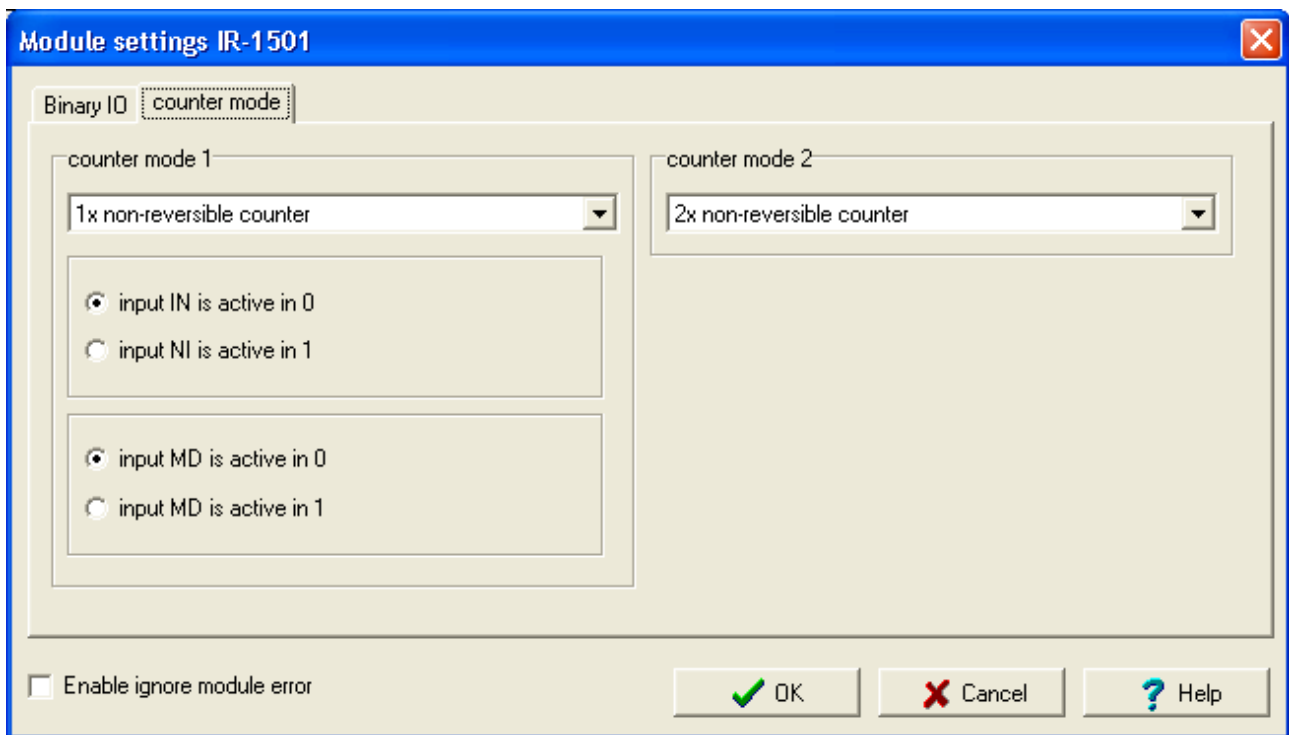 Module settings IR-1501
Binary IO
counter mode
counter mode 1
1x non-reversible counter
input IN is active in 0
input NI is active in 1
input MD is active in 0
input MD is active in 1
counter mode 2
2x non-reversible counter
Enable ignore module error
OK
Cancel
? Help